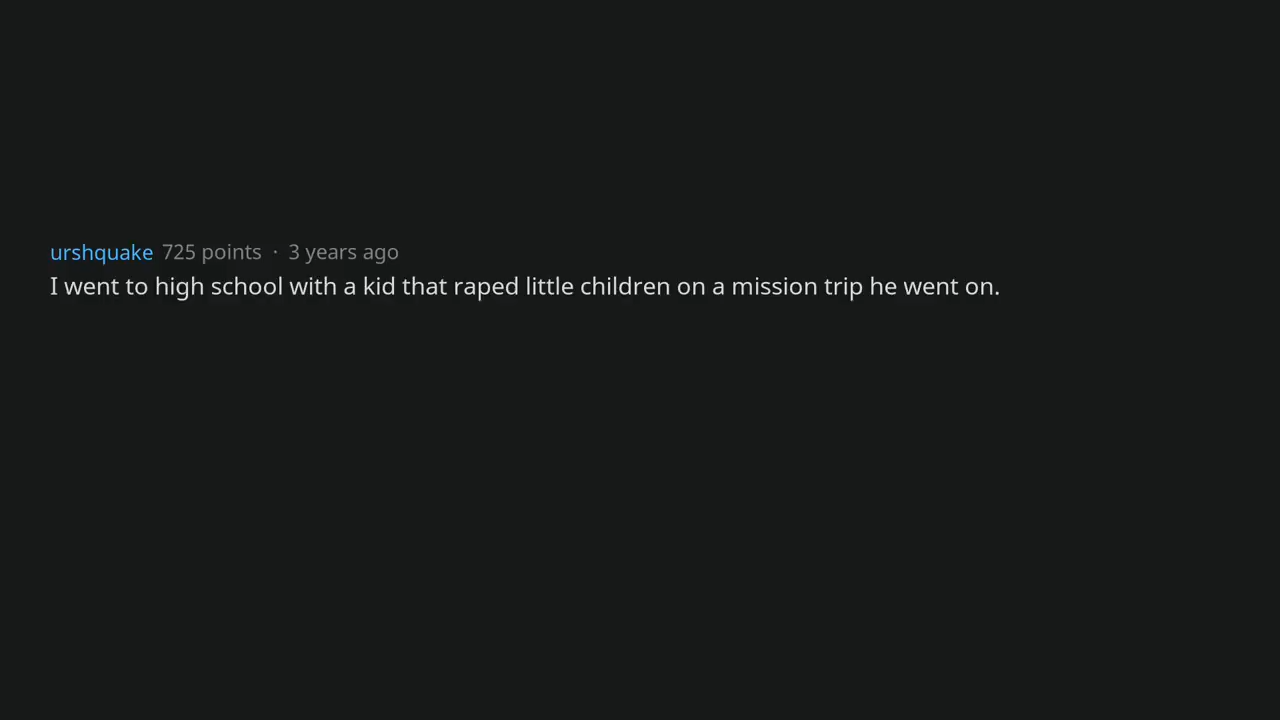 urshquake 725 points · 3 years ago
I went to high school with a kid that raped little children on a mission trip he went on.